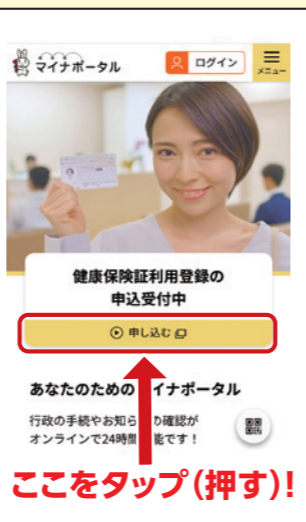 マイナポータル
ログイン
メニュー
健康保険証利用登録の
申込受付中
申し込む
あなたのための イナポータル
行政の手続やお知ら の確認が
オンラインで24時間 能です！
ここをタップ（押す）！